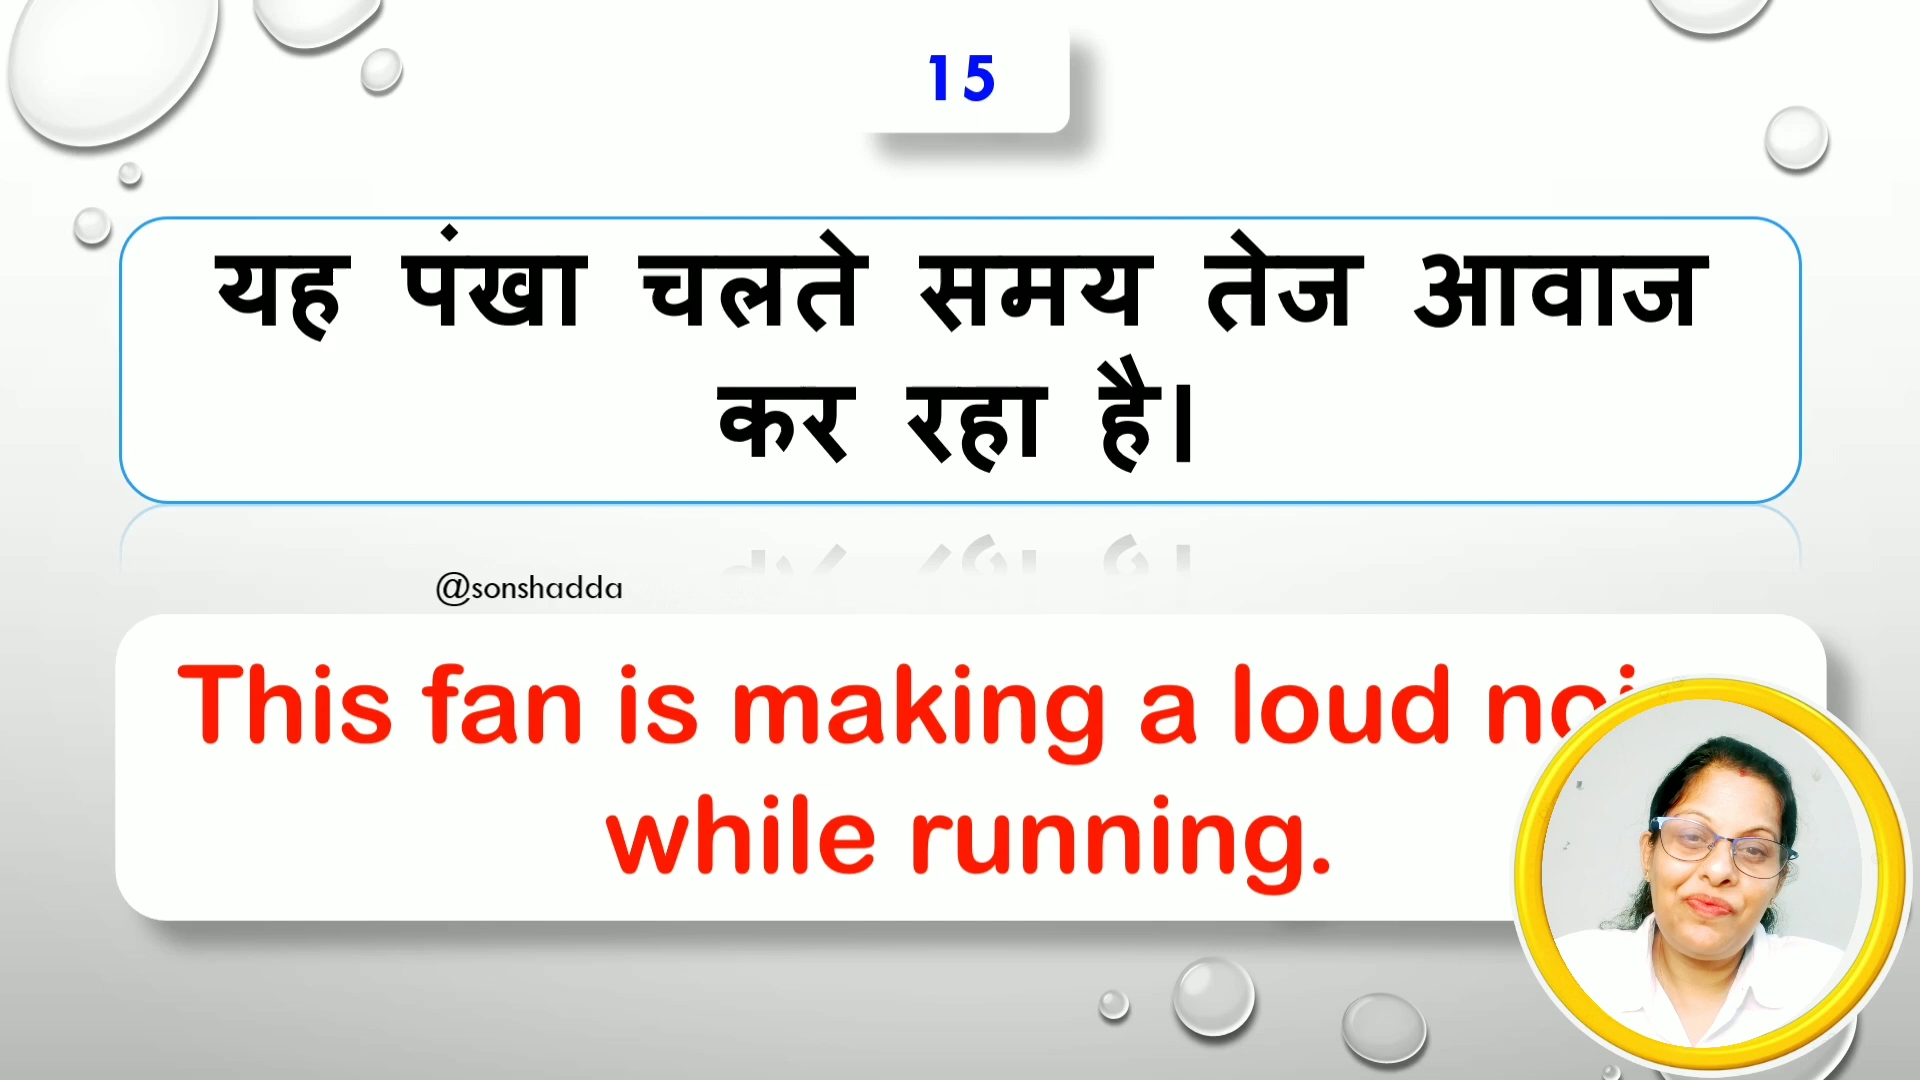 15
यह पंखा चलते समय तेज आवाज
कर रहा है।
@sonshadda
This fan is making a loud
while running.